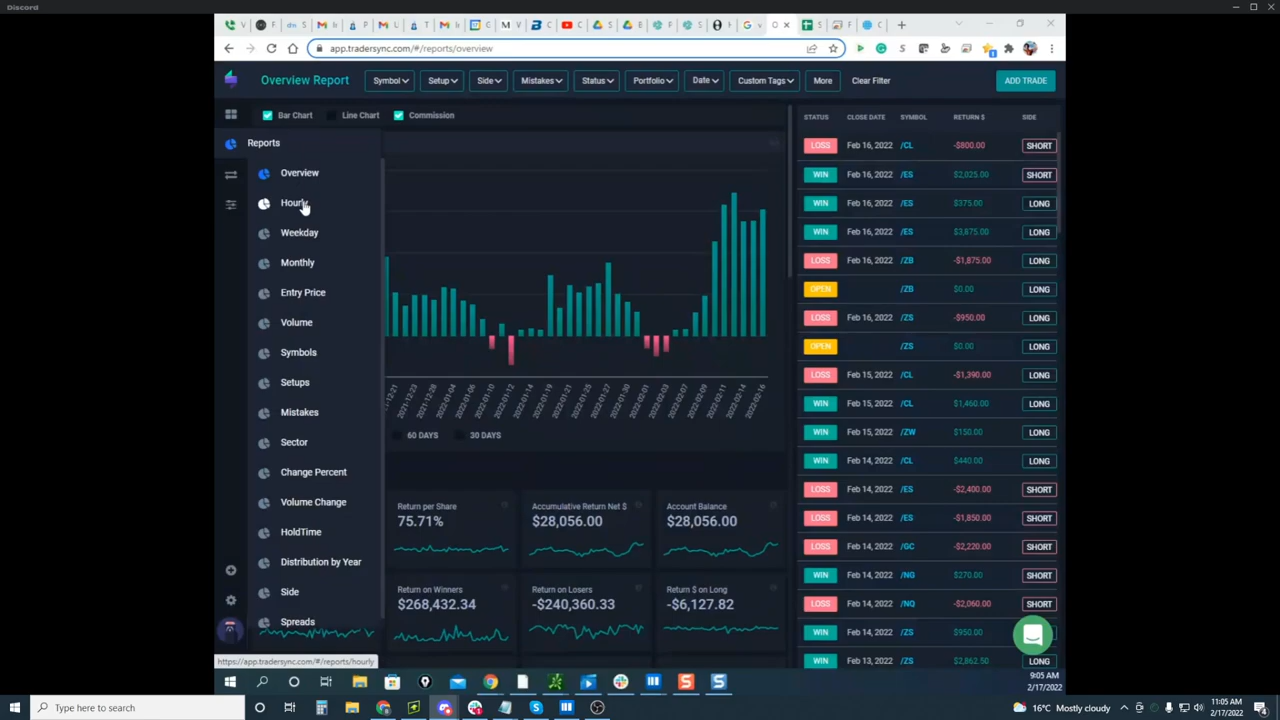 Discord
app.tradersync.com/#/reports/overview
Overview Report
Symbol
Setup
Side
Mistakes
Status
Portfolio
Date
Custom Tags
More
Clear Filter
ADD TRADE
Bar Chart
Line Chart
Commission
Reports
Overview
Hourly
Weekday
Monthly
Entry Price
Volume
Symbols
Setups
Mistakes
Sector
Change Percent
Volume Change
HoldTime
Distribution by Year
Side
Spreads
60 DAYS
30 DAYS
Return per Share
75.71%
Accumulative Return Net $
$28,056.00
Account Balance
$28,056.00
Return on Winners
$268,432.34
Return on Losers
-$240,360.33
Return $ on Long
-$6,127.82
STATUS CLOSE DATE SYMBOL RETURN $ SIDE
LOSS Feb 16, 2022 /CL -$800.00 SHORT
WIN Feb 16, 2022 /ES $2,025.00 SHORT
WIN Feb 16, 2022 /ES $375.00 LONG
WIN Feb 16, 2022 /ES $3,875.00 LONG
LOSS Feb 16, 2022 /ZB -$1,875.00 LONG
OPEN /ZB $0.00 LONG
LOSS Feb 16, 2022 /ZS -$950.00 LONG
OPEN /ZS $0.00 LONG
LOSS Feb 15, 2022 /CL -$1,390.00 LONG
WIN Feb 15, 2022 /CL $1,460.00 LONG
WIN Feb 15, 2022 /ZW $150.00 LONG
WIN Feb 14, 2022 /CL $440.00 LONG
LOSS Feb 14, 2022 /ES -$2,400.00 SHORT
LOSS Feb 14, 2022 /ES -$1,850.00 SHORT
LOSS Feb 14, 2022 /GC -$2,220.00 SHORT
WIN Feb 14, 2022 /NG $270.00 SHORT
LOSS Feb 14, 2022 /NQ -$2,060.00 SHORT
WIN Feb 14, 2022 /ZS $950.00 LONG
WIN Feb 13, 2022 /ZS $2,862.50 LONG
https://app.tradersync.com/#/reports/hourly
9:05 AM
2/17/2022
Type here to search
16°C Mostly cloudy
11:05 AM
2/17/2022